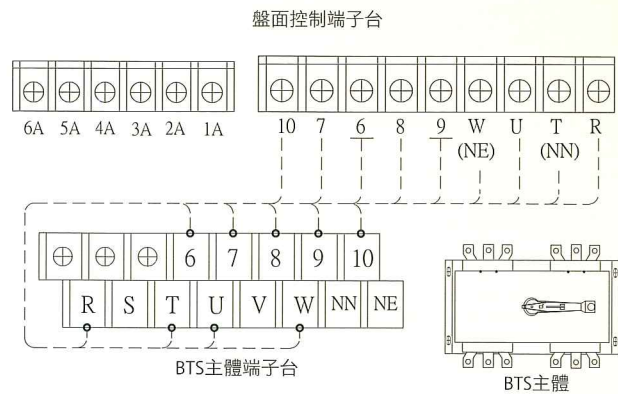 盤面控制端子台
6A 5A 4A 3A 2A 1A
10 7 6 8 9 W U T R
(NE) (NN)
6 7 8 9 10
R S T U V W NN NE
BTS主體端子台
BTS主體